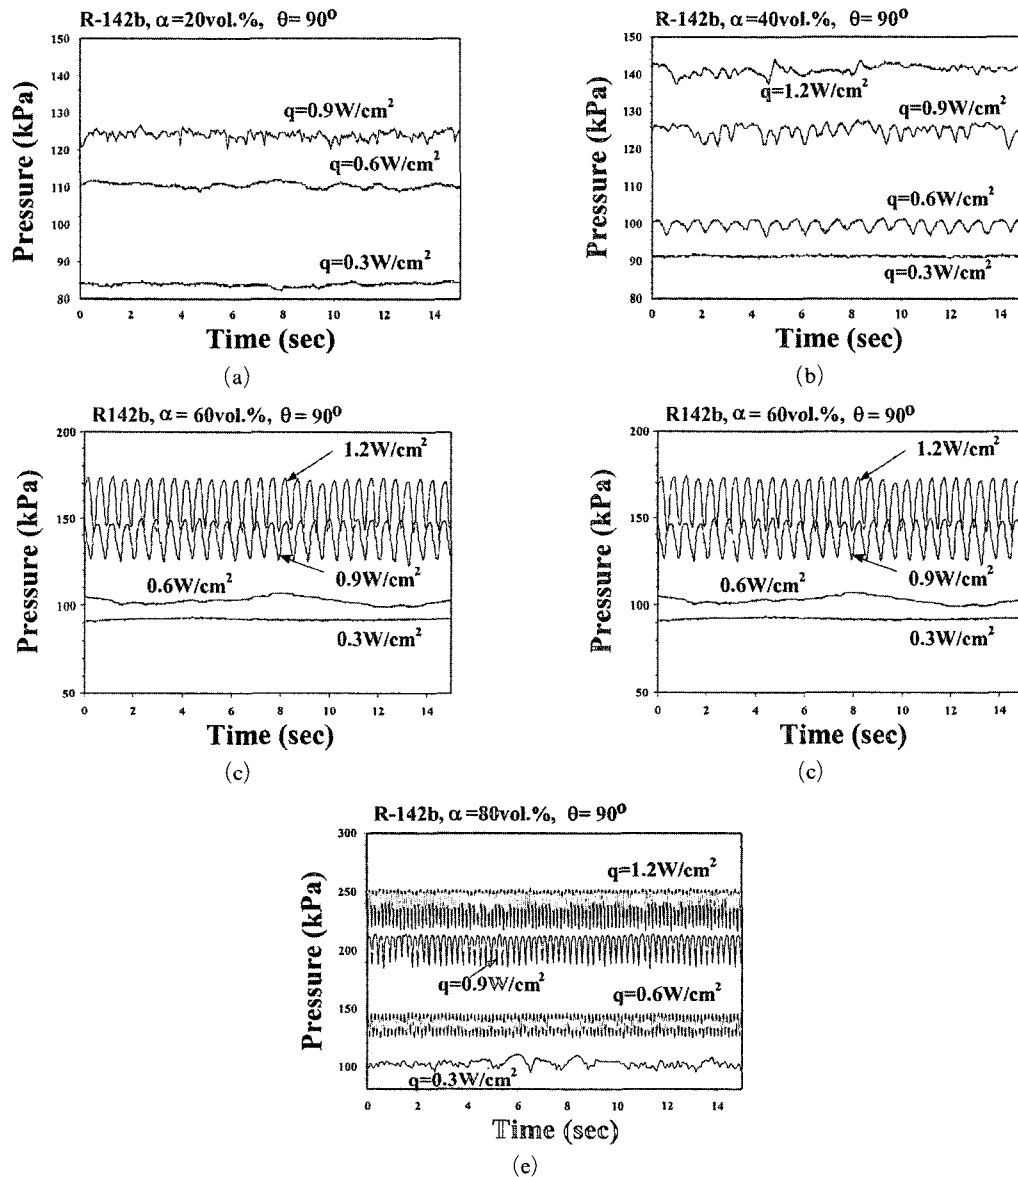 R-142b, α=20vol.%, θ= 90⁰
Pressure (kPa)
150
140
130
120
110
100
90
80
q=0.9W/cm²
q=0.6W/cm²
q=0.3W/cm²
0 2 4 6 8 10 12 14
Time (sec)
(a)
R-142b, α=40vol.%, θ= 90⁰
Pressure (kPa)
150
140
130
120
110
100
90
80
q=1.2W/cm²
q=0.9W/cm²
q=0.6W/cm²
q=0.3W/cm²
0 2 4 6 8 10 12 14
Time (sec)
(b)
R142b, α= 60vol.%, θ= 90⁰
Pressure (kPa)
200
150
100
50
1.2W/cm²
0.9W/cm²
0.6W/cm²
0.3W/cm²
0 2 4 6 8 10 12 14
Time (sec)
(c)
R142b, α= 60vol.%, θ= 90⁰
Pressure (kPa)
200
150
100
50
1.2W/cm²
0.9W/cm²
0.6W/cm²
0.3W/cm²
0 2 4 6 8 10 12 14
Time (sec)
(c)
R-142b, α=80vol.%, θ= 90⁰
Pressure (kPa)
300
250
200
150
100
q=1.2W/cm²
q=0.9W/cm²
q=0.6W/cm²
q=0.3W/cm²
0 2 4 6 8 10 12 14
Time (sec)
(e)